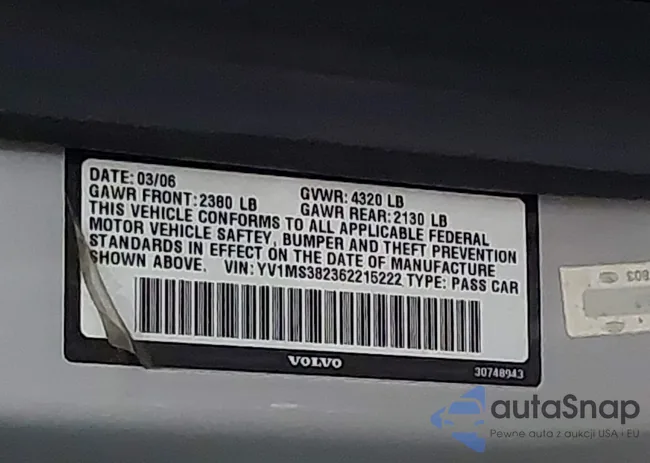 DATE: 03/06 GVWR: 4320 LB
GAWR FRONT: 2380 LB GAWR REAR: 2130 LB
THIS VEHICLE CONFORMS TO ALL APPLICABLE FEDERAL
MOTOR VEHICLE SAFTEY, BUMPER AND THEFT PREVENTION
STANDARDS IN EFFECT ON THE DATE OF MANUFACTURE
SHOWN ABOVE. VIN: YV1MS382362215222 TYPE: PASS CAR
VOLVO
30748943
803
autaSnap
Pewne auta z aukcji USA i EU